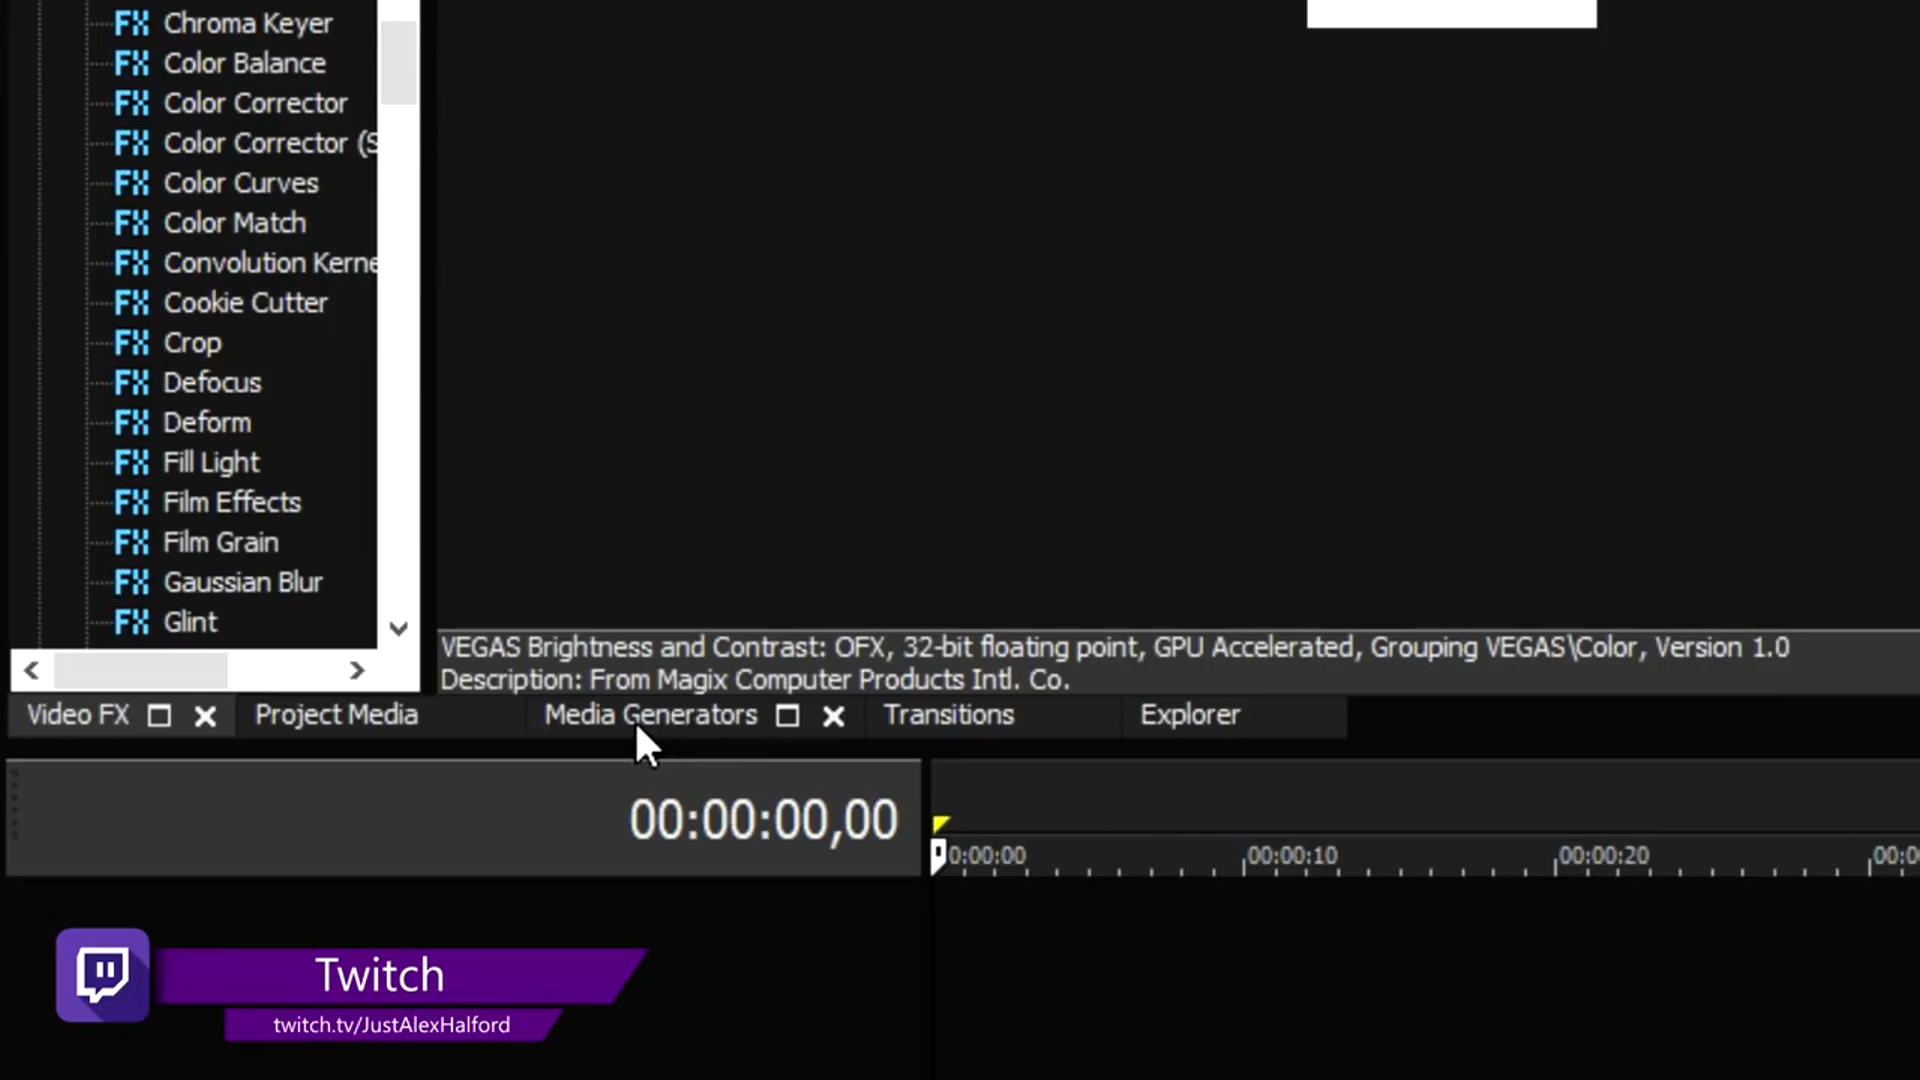 FX Chroma Keyer
FX Color Balance
FX Color Corrector
FX Color Corrector (S
FX Color Curves
FX Color Match
FX Convolution Kerne
FX Cookie Cutter
FX Crop
FX Defocus
FX Deform
FX Fill Light
FX Film Effects
FX Film Grain
FX Gaussian Blur
FX Glint
VEGAS Brightness and Contrast: OFX, 32-bit floating point, GPU Accelerated, Grouping VEGAS\Color, Version 1.0
Description: From Magix Computer Products Intl. Co.
Video FX Project Media Media Generators Transitions Explorer
00:00:00,00
0:00:00 00:00:10 00:00:20 00:0
Twitch
twitch.tv/JustAlexHalford